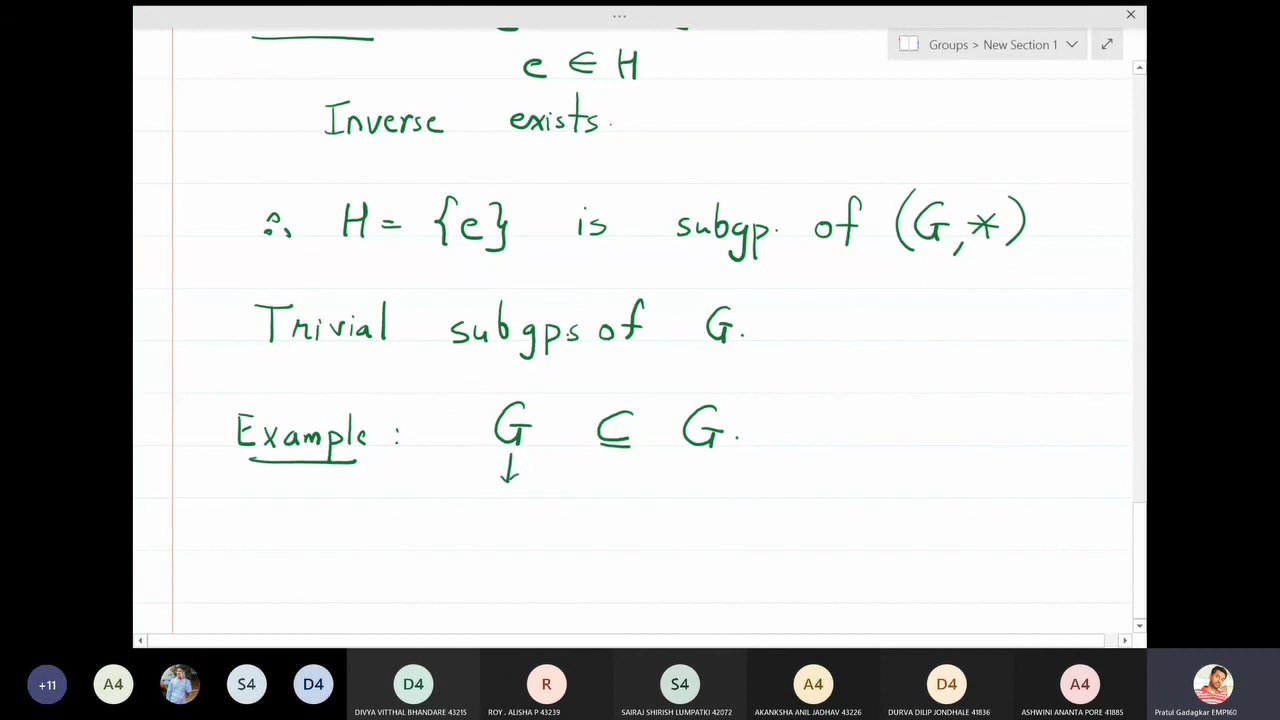 ...
Groups > New Section 1
e ∈ H
Inverse exists.
∴ H = {e} is subgp. of (G, *)
Trivial subgps of G.
Example : G ⊆ G.
↓
+11 A4 S4 D4 D4 R S4 A4 D4 A4
DIVYA VITTHAL BHANDARE 43215 ROY . ALISHA P 43239 SAIRAJ SHIRISH LUMPATKI 42072 AKANKSHA ANIL JADHAV 43226 DURVA DILIP JONDHALE 41836 ASHWINI ANANTA PORE 41885 Pratul Gadagkar EMP160